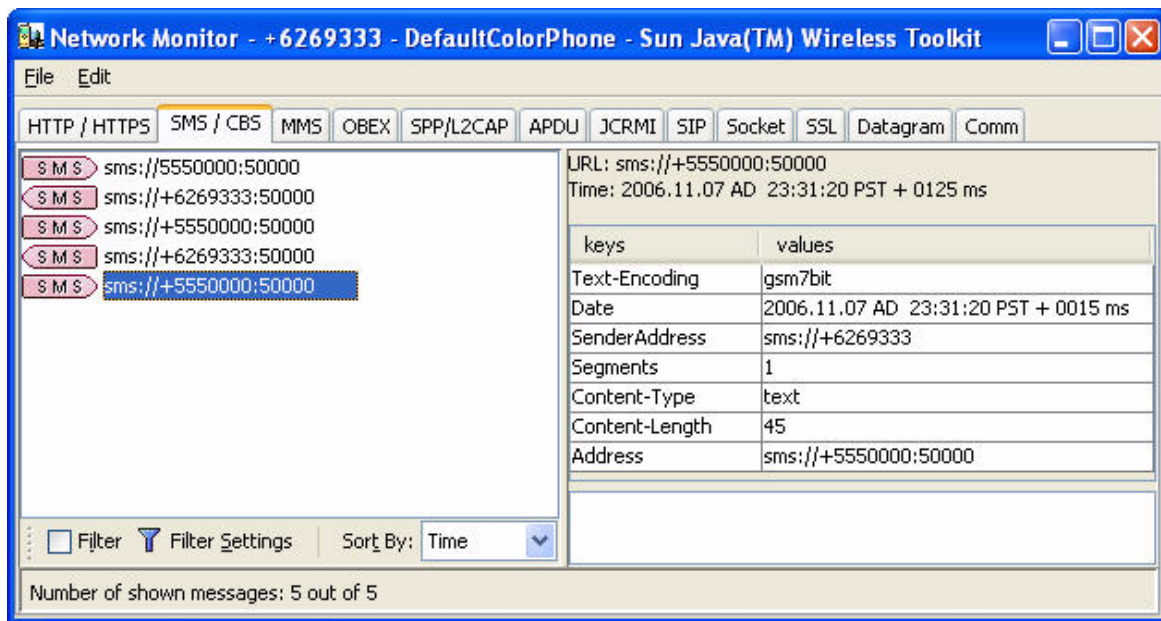 Network Monitor - +6269333 - DefaultColorPhone - Sun Java(TM) Wireless Toolkit
File Edit
HTTP / HTTPS SMS / CBS MMS OBEX SPP/L2CAP APDU JCRMI SIP Socket SSL Datagram Comm
SMS sms://5550000:50000
SMS sms://+6269333:50000
SMS sms://+5550000:50000
SMS sms://+6269333:50000
SMS sms://+5550000:50000
URL: sms://+5550000:50000
Time: 2006.11.07 AD 23:31:20 PST + 0125 ms
keys values
Text-Encoding gsm7bit
Date 2006.11.07 AD 23:31:20 PST + 0015 ms
SenderAddress sms://+6269333
Segments 1
Content-Type text
Content-Length 45
Address sms://+5550000:50000
Filter Filter Settings Sort By: Time
Number of shown messages: 5 out of 5